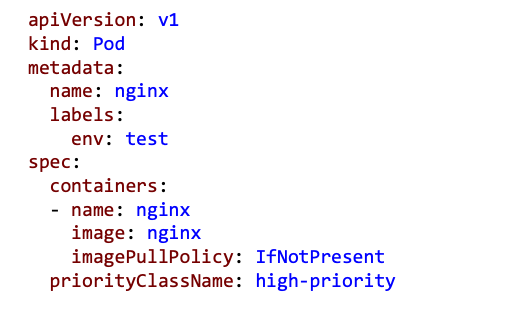 apiVersion: v1
kind: Pod
metadata:
  name: nginx
  labels:
    env: test
spec:
  containers:
  - name: nginx
    image: nginx
    imagePullPolicy: IfNotPresent
  priorityClassName: high-priority